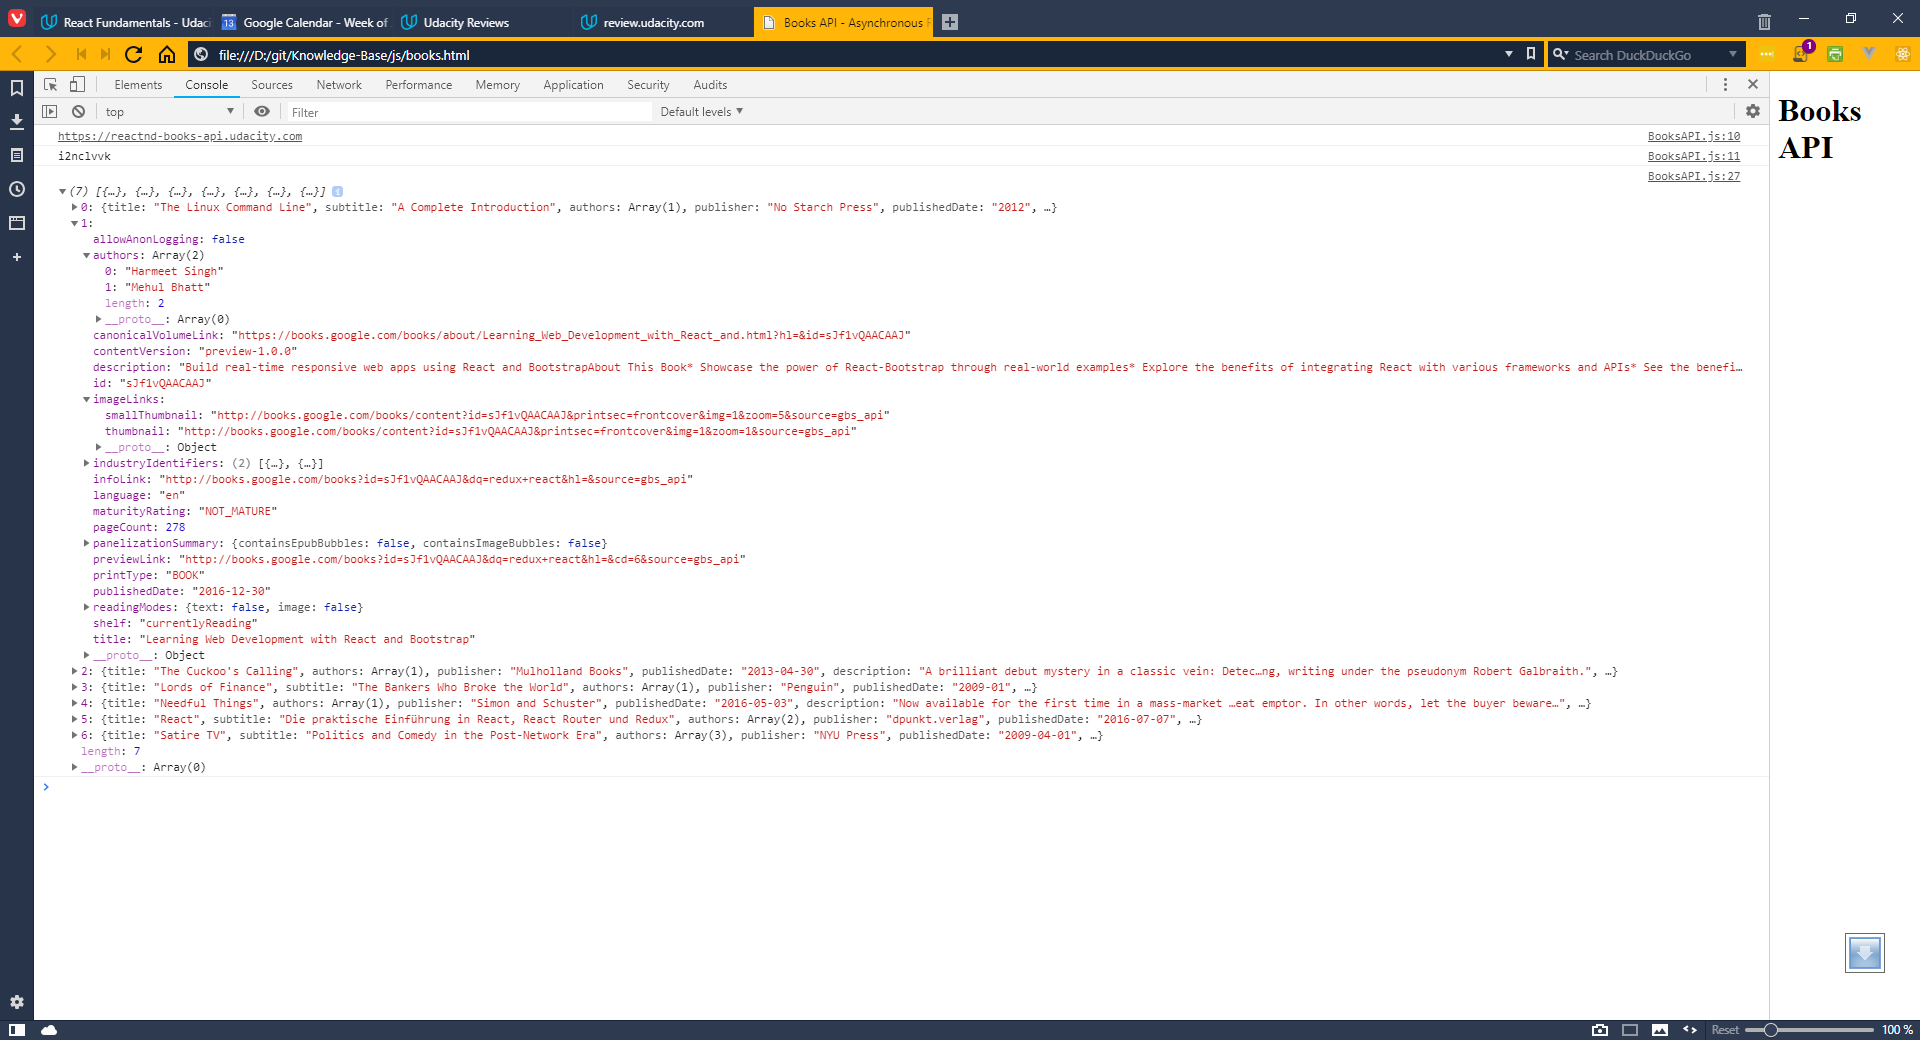 React Fundamentals - Udaci
13 Google Calendar - Week of
Udacity Reviews
review.udacity.com
Books API - Asynchronous F
file:///D:/git/Knowledge-Base/js/books.html
Search DuckDuckGo
1
Elements Console Sources Network Performance Memory Application Security Audits
top Filter Default levels
https://reactnd-books-api.udacity.com BooksAPI.js:10
i2nclvvk BooksAPI.js:11
BooksAPI.js:27
(7) [{…}, {…}, {…}, {…}, {…}, {…}, {…}]
0: {title: "The Linux Command Line", subtitle: "A Complete Introduction", authors: Array(1), publisher: "No Starch Press", publishedDate: "2012", …}
1:
allowAnonLogging: false
authors: Array(2)
0: "Harmeet Singh"
1: "Mehul Bhatt"
length: 2
__proto__: Array(0)
canonicalVolumeLink: "https://books.google.com/books/about/Learning_Web_Development_with_React_and.html?hl=&id=sJf1vQAACAAJ"
contentVersion: "preview-1.0.0"
description: "Build real-time responsive web apps using React and BootstrapAbout This Book* Showcase the power of React-Bootstrap through real-world examples* Explore the benefits of integrating React with various frameworks and APIs* See the benefi…
id: "sJf1vQAACAAJ"
imageLinks:
smallThumbnail: "http://books.google.com/books/content?id=sJf1vQAACAAJ&printsec=frontcover&img=1&zoom=5&source=gbs_api"
thumbnail: "http://books.google.com/books/content?id=sJf1vQAACAAJ&printsec=frontcover&img=1&zoom=1&source=gbs_api"
__proto__: Object
industryIdentifiers: (2) [{…}, {…}]
infoLink: "http://books.google.com/books?id=sJf1vQAACAAJ&dq=redux+react&hl=&source=gbs_api"
language: "en"
maturityRating: "NOT_MATURE"
pageCount: 278
panelizationSummary: {containsEpubBubbles: false, containsImageBubbles: false}
previewLink: "http://books.google.com/books?id=sJf1vQAACAAJ&dq=redux+react&hl=&cd=6&source=gbs_api"
printType: "BOOK"
publishedDate: "2016-12-30"
readingModes: {text: false, image: false}
shelf: "currentlyReading"
title: "Learning Web Development with React and Bootstrap"
__proto__: Object
2: {title: "The Cuckoo's Calling", authors: Array(1), publisher: "Mulholland Books", publishedDate: "2013-04-30", description: "A brilliant debut mystery in a classic vein: Detec…ng, writing under the pseudonym Robert Galbraith.", …}
3: {title: "Lords of Finance", subtitle: "The Bankers Who Broke the World", authors: Array(1), publisher: "Penguin", publishedDate: "2009-01", …}
4: {title: "Needful Things", authors: Array(1), publisher: "Simon and Schuster", publishedDate: "2016-05-03", description: "Now available for the first time in a mass-market …eat emptor. In other words, let the buyer beware…", …}
5: {title: "React", subtitle: "Die praktische Einführung in React, React Router und Redux", authors: Array(2), publisher: "dpunkt.verlag", publishedDate: "2016-07-07", …}
6: {title: "Satire TV", subtitle: "Politics and Comedy in the Post-Network Era", authors: Array(3), publisher: "NYU Press", publishedDate: "2009-04-01", …}
length: 7
__proto__: Array(0)
Books
API
Reset 100 %